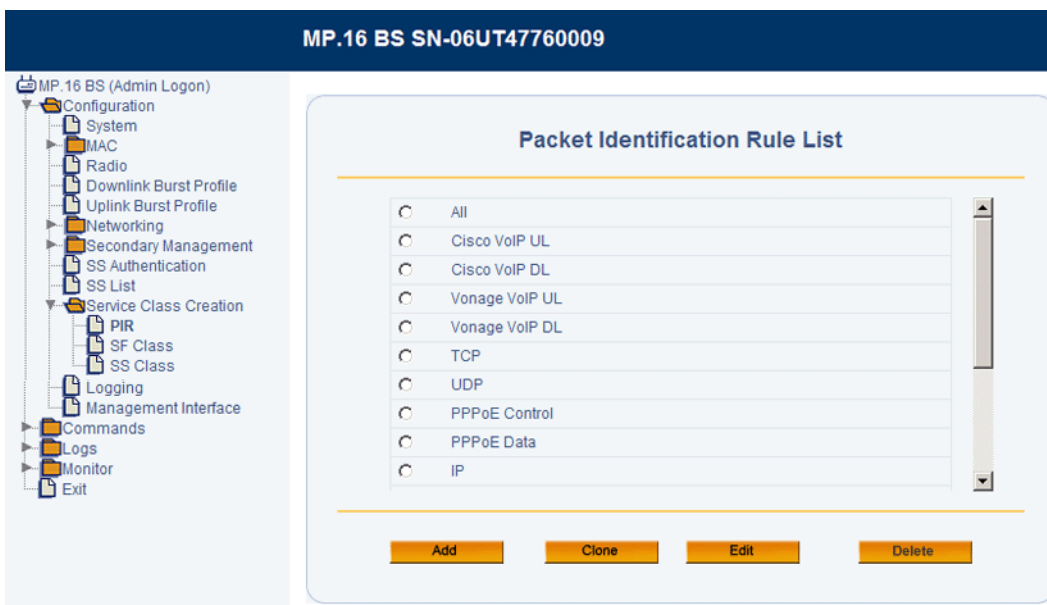 MP.16 BS SN-06UT47760009
MP.16 BS (Admin Logon)
Configuration
System
MAC
Radio
Downlink Burst Profile
Uplink Burst Profile
Networking
Secondary Management
SS Authentication
SS List
Service Class Creation
PIR
SF Class
SS Class
Logging
Management Interface
Commands
Logs
Monitor
Exit
Packet Identification Rule List
All
Cisco VoIP UL
Cisco VoIP DL
Vonage VoIP UL
Vonage VoIP DL
TCP
UDP
PPPoE Control
PPPoE Data
IP
Add Clone Edit Delete